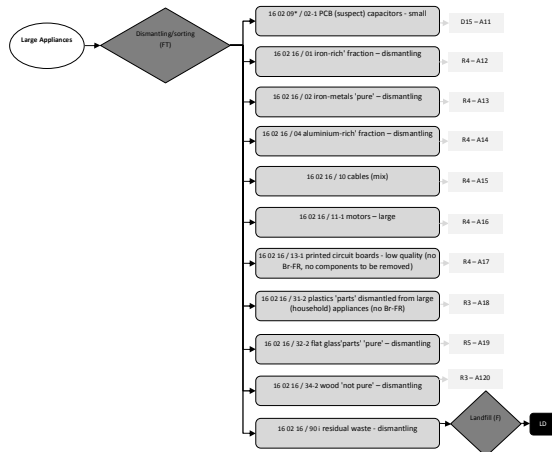 Large Appliances
Dismantling/sorting
(FT)
16 02 09* / 02-1 PCB (suspect) capacitors - small
D15 – A11
16 02 16 / 01 iron-rich' fraction – dismantling
R4 – A12
16 02 16 / 02 iron-metals 'pure' – dismantling
R4 – A13
16 02 16 / 04 aluminium-rich' fraction – dismantling
R4 – A14
16 02 16 / 10 cables (mix)
R4 – A15
16 02 16 / 11-1 motors – large
R4 – A16
16 02 16 / 13-1 printed circuit boards - low quality (no
Br-FR, no components to be removed)
R4 – A17
16 02 16 / 31-2 plastics 'parts' dismantled from large
(household) appliances (no Br-FR)
R3 – A18
16 02 16 / 32-2 flat glass'parts' 'pure' – dismantling
R5 – A19
16 02 16 / 34-2 wood 'not pure' – dismantling
R3 – A120
16 02 16 / 90 i residual waste - dismantling
Landfill (F)
LD